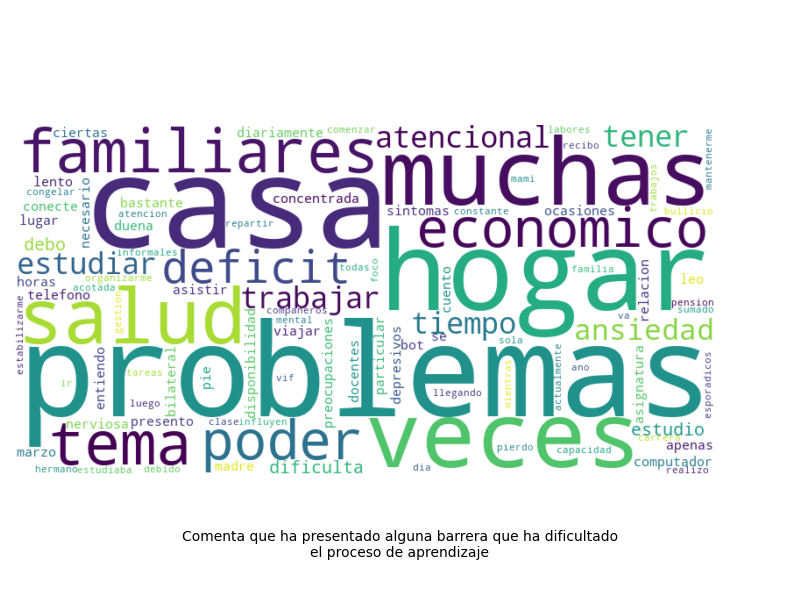 familiares
ciertas
diariamente
comenzar
atencional
labores
recibo
tener
muchas
casa
lento
congelar
conecte
lugar
debo
necesario
bastante
atencion
duena
repartir
concentrada
mami
trabajos
mantenerme
sintomas
constante
ocasiones
bullicio
economico
estudiar
deficit
informales
organizarme
horas
acotada
telefono
todas
foco
asistir
trabajar
hogar
cuento
familia
relacion
leo
pension
sumado
va
salud
gestion
estabilizarme
compañeros
mental
viajar
disponibilidad
preocupaciones
tiempo
bot
se
sola
ansiedad
problemas
entiendo
tareas
ir
luego
bilateral
pie
vif
docentes
particular
depresivos
llegando
mientras
actualmente
ano
asignatura
esporadicos
nerviosa
presento
clase
influyen
veces
tema
poder
marzo
hermano
estudiaba
debido
madre
dificulta
dia
pierdo
capacidad
estudio
carrera
apenas
computador
realizo
Comenta que ha presentado alguna barrera que ha dificultado
el proceso de aprendizaje